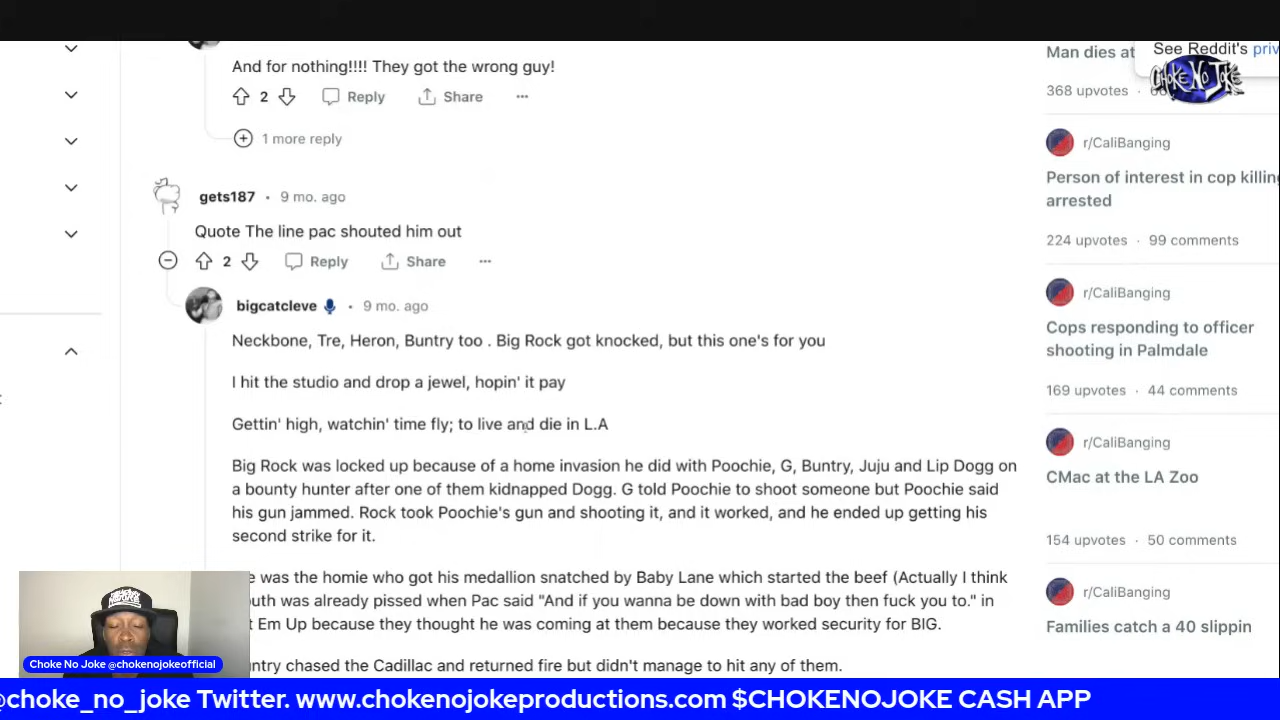 And for nothing!!!! They got the wrong guy!
2 Reply Share ...
1 more reply
gets187 • 9 mo. ago
Quote The line pac shouted him out
2 Reply Share ...
bigcatcleve • 9 mo. ago
Neckbone, Tre, Heron, Buntry too . Big Rock got knocked, but this one's for you
I hit the studio and drop a jewel, hopin' it pay
Gettin' high, watchin' time fly; to live and die in L.A
Big Rock was locked up because of a home invasion he did with Poochie, G, Buntry, Juju and Lip Dogg on
a bounty hunter after one of them kidnapped Dogg. G told Poochie to shoot someone but Poochie said
his gun jammed. Rock took Poochie's gun and shooting it, and it worked, and he ended up getting his
second strike for it.
was the homie who got his medallion snatched by Baby Lane which started the beef (Actually I think
was already pissed when Pac said "And if you wanna be down with bad boy then fuck you to." in
Em Up because they thought he was coming at them because they worked security for BIG.
chased the Cadillac and returned fire but didn't manage to hit any of them.
See Reddit's
Man dies at
368 upvotes •
CHOKE NO JOKE
r/CaliBanging
Person of interest in cop killing
arrested
224 upvotes • 99 comments
r/CaliBanging
Cops responding to officer
shooting in Palmdale
169 upvotes • 44 comments
r/CaliBanging
CMac at the LA Zoo
154 upvotes • 50 comments
r/CaliBanging
Families catch a 40 slippin
Choke No Joke @chokenojokeofficial
@choke_no_joke Twitter. www.chokenojokeproductions.com $CHOKENOJOKE CASH APP